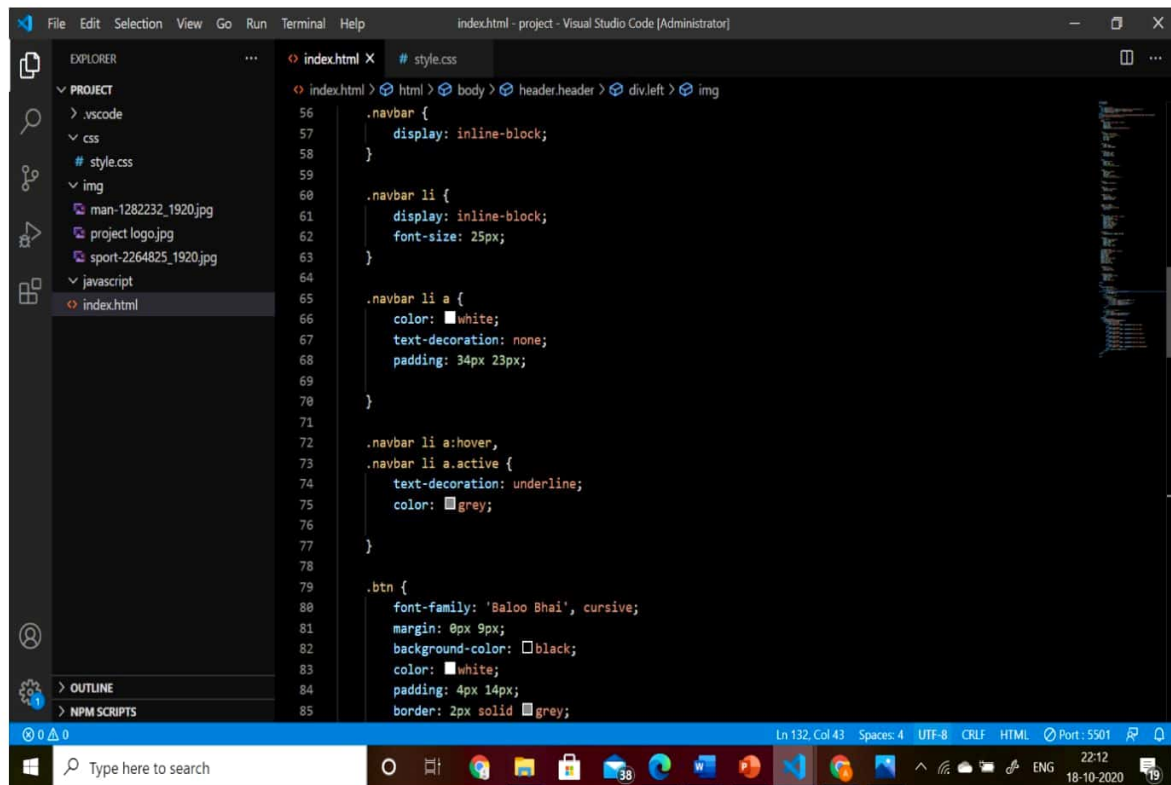 File Edit Selection View Go Run Terminal Help
index.html - project - Visual Studio Code [Administrator]
EXPLORER
PROJECT
.vscode
css
style.css
img
man-1282232_1920.jpg
project logo.jpg
sport-2264825_1920.jpg
javascript
index.html
OUTLINE
NPM SCRIPTS
index.html
# style.css
index.html > html > body > header.header > div.left > img
56 .navbar {
57 display: inline-block;
58 }
59
60 .navbar li {
61 display: inline-block;
62 font-size: 25px;
63 }
64
65 .navbar li a {
66 color: white;
67 text-decoration: none;
68 padding: 34px 23px;
69
70 }
71
72 .navbar li a:hover,
73 .navbar li a.active {
74 text-decoration: underline;
75 color: grey;
76
77 }
78
79 .btn {
80 font-family: 'Baloo Bhai', cursive;
81 margin: 0px 9px;
82 background-color: black;
83 color: white;
84 padding: 4px 14px;
85 border: 2px solid grey;
1
0 0 Ln 132, Col 43 Spaces: 4 UTF-8 CRLF HTML Port : 5501
Type here to search
38
ENG
22:12
18-10-2020
19